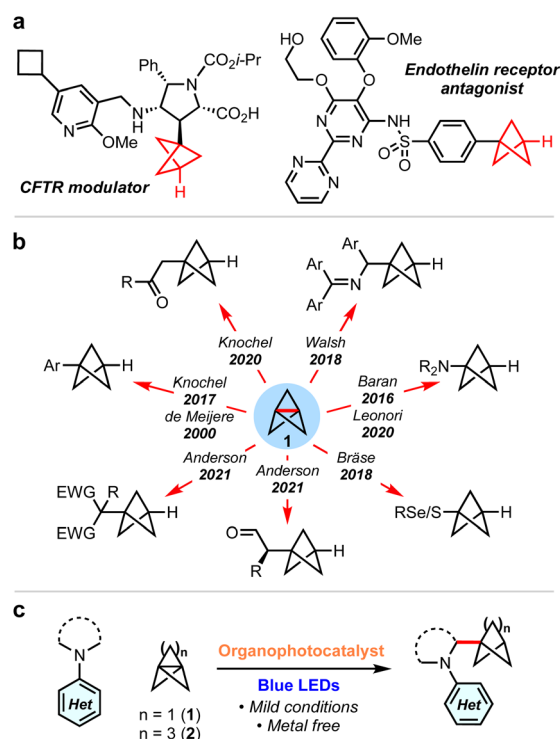 a
CO2i-Pr
Ph
N
N
H
N
OMe
CO2H
H
CFTR modulator
HO
OMe
O
O
Endothelin receptor
antagonist
N
N
NH
S
O
O
N
N
H
b
R
O
H
Ar
Ar
N
Ar
H
Knochel
2020
Walsh
2018
Ar
H
Knochel
2017
de Meijere
2000
1
Baran
2016
Leonori
2020
R2N
H
Anderson
2021
Anderson
2021
Bräse
2018
EWG
R
EWG
H
O
R
H
RSe/S
H
c
N
Het
( )n
n = 1 (1)
n = 3 (2)
Organophotocatalyst
Blue LEDs
• Mild conditions
• Metal free
( )n
N
Het